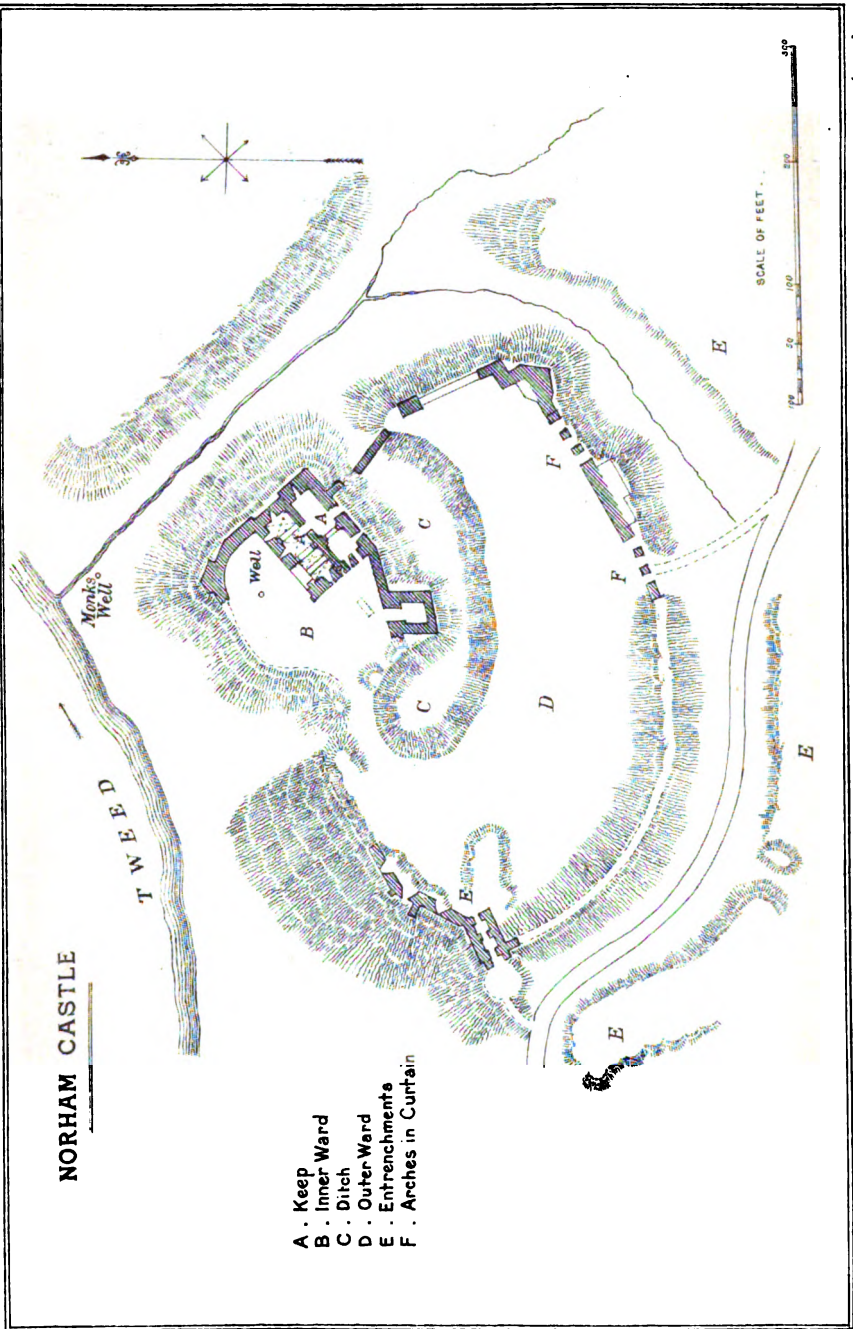 NORHAM CASTLE
TWEED
Monks
Well
Well
A
B
C
C
D
E
E
E
E
F
F
A . Keep
B . Inner Ward
C . Ditch
D . Outer Ward
E . Entrenchments
F . Arches in Curtain
SCALE OF FEET.
100
50
100
200
300